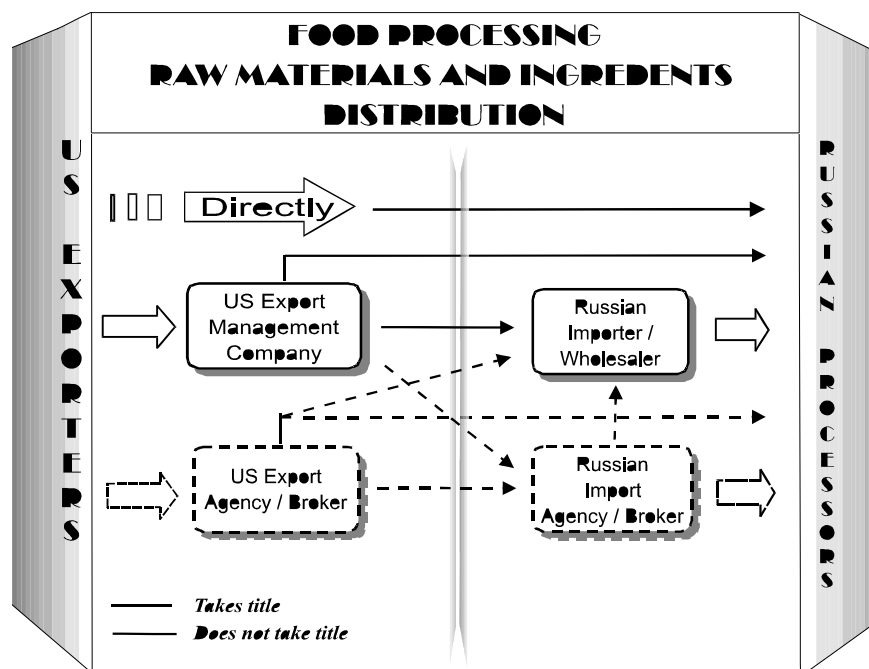 FOOD PROCESSING
RAW MATERIALS AND INGREDENTS
DISTRIBUTION
US EXPORTERS
RUSSIAN PROCESSORS
Directly
US Export
Management
Company
Russian
Importer /
Wholesaler
US Export
Agency / Broker
Russian
Import
Agency / Broker
Takes title
Does not take title